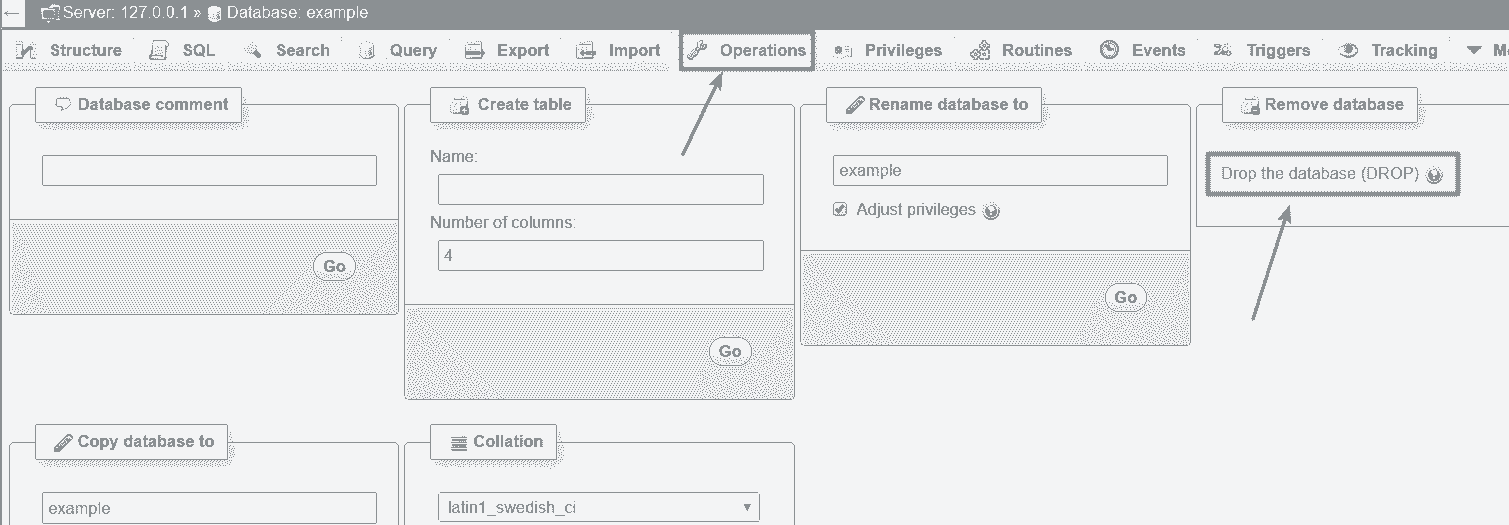 ← Server: 127.0.0.1 » Database: example
Structure SQL Search Query Export Import Operations Privileges Routines Events Triggers Tracking
Database comment
Create table
Name:
Number of columns:
4
Go
Go
Rename database to
example
Adjust privileges
Go
Remove database
Drop the database (DROP)
Copy database to
example
Collation
latin1_swedish_ci